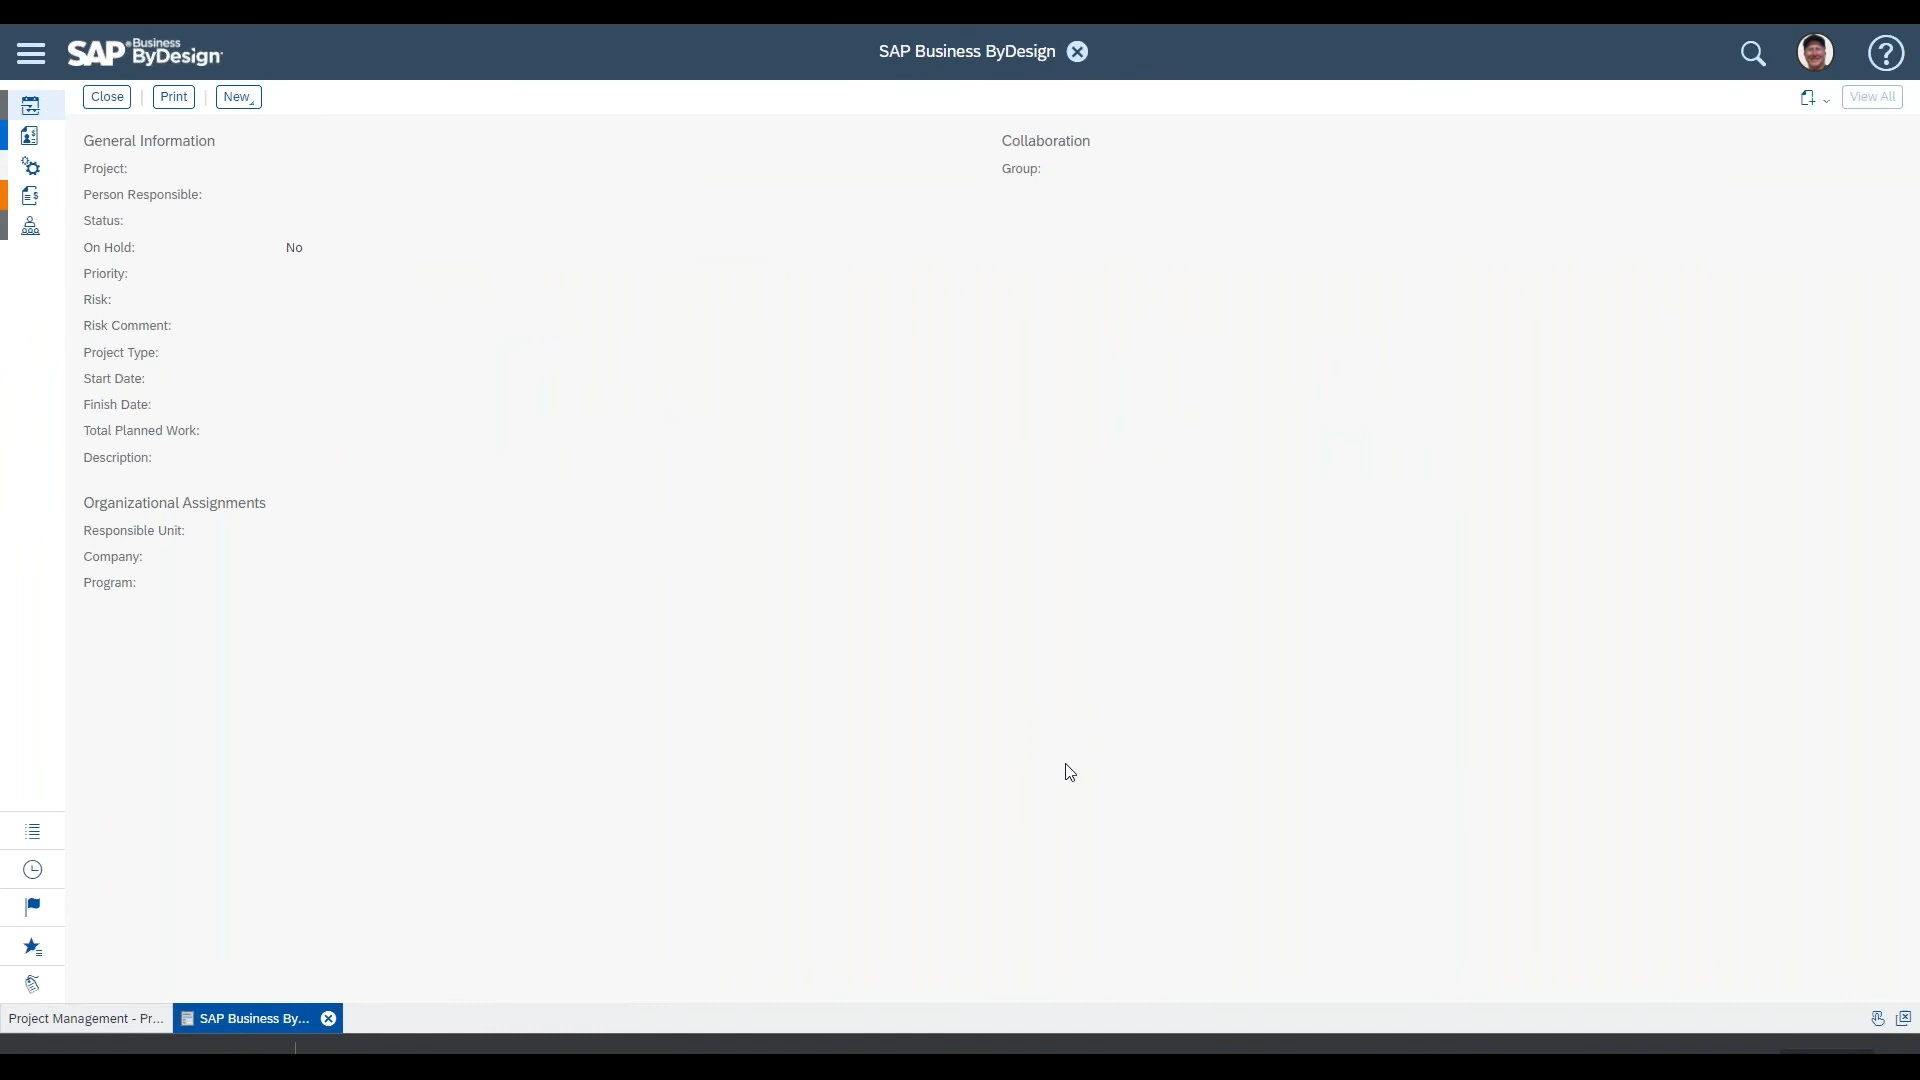 SAP Business ByDesign
SAP Business ByDesign
Close Print New View All
General Information
Project:
Person Responsible:
Status:
On Hold: No
Priority:
Risk:
Risk Comment:
Project Type:
Start Date:
Finish Date:
Total Planned Work:
Description:
Organizational Assignments
Responsible Unit:
Company:
Program:
Collaboration
Group:
Project Management - Pr... SAP Business By...